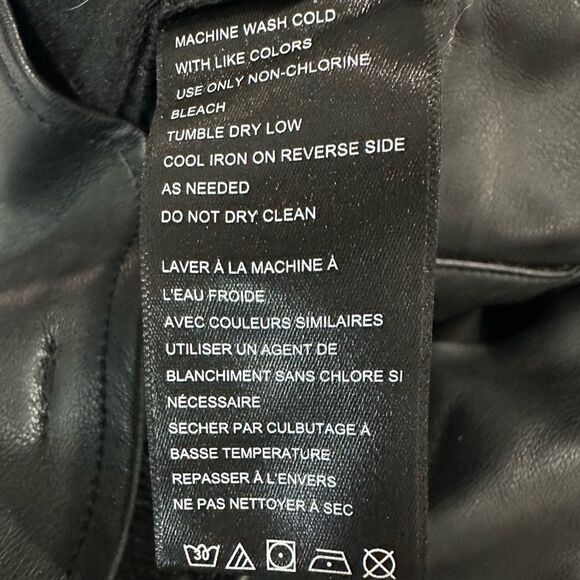 MACHINE WASH COLD
WITH LIKE COLORS
USE ONLY NON-CHLORINE
BLEACH
TUMBLE DRY LOW
COOL IRON ON REVERSE SIDE
AS NEEDED
DO NOT DRY CLEAN
LAVER À LA MACHINE À
L'EAU FROIDE
AVEC COULEURS SIMILAIRES
UTILISER UN AGENT DE
BLANCHIMENT SANS CHLORE SI
NÉCESSAIRE
SECHER PAR CULBUTAGE À
BASSE TEMPERATURE
REPASSER À L'ENVERS
NE PAS NETTOYER À SEC
30